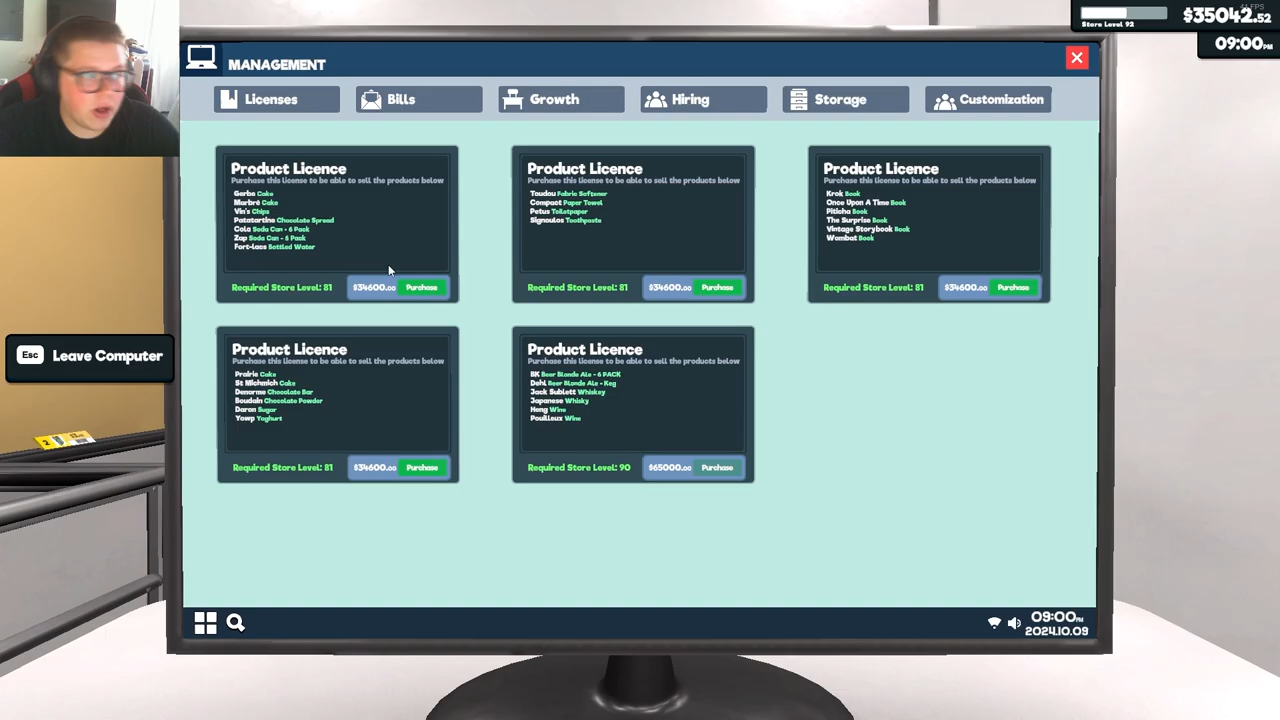 $35042.52
Store Level 92
09:00PM
MANAGEMENT
Licenses
Bills
Growth
Hiring
Storage
Customization
Product Licence
Purchase this license to be able to sell the products below
Cake
Marbré Cake
Vin's Chips
Patatartine Chocolate Spread
Cola Soda Can - 6 Pack
Zap Soda Can - 6 Pack
Fort-lacs Bottled Water
Required Store Level: 81
$34600.00
Purchase
Product Licence
Purchase this license to be able to sell the products below
Toudou Fabric Softener
Compact Paper Towel
Petus Toiletpaper
Signoulos Toothpaste
Required Store Level: 81
$34600.00
Purchase
Product Licence
Purchase this license to be able to sell the products below
Krok Book
Once Upon A Time Book
Piticha Book
The Surprise Book
Vintage Storybook Book
Wombat Book
Required Store Level: 81
$34600.00
Purchase
Esc
Leave Computer
Product Licence
Purchase this license to be able to sell the products below
Prairie Cake
St Michmich Cake
Denorme Chocolate Bar
Boudain Chocolate Powder
Daron Sugar
Yowp Yoghurt
Required Store Level: 81
$34600.00
Purchase
Product Licence
Purchase this license to be able to sell the products below
BK Beer Blonde Ale - 6 PACK
Dehl Beer Blonde Ale - Keg
Jack Sublett Whiskey
Japanese Whisky
Heng Wine
Pouilloux Wine
Required Store Level: 90
$65000.00
Purchase
09:00PM
2024.10.09